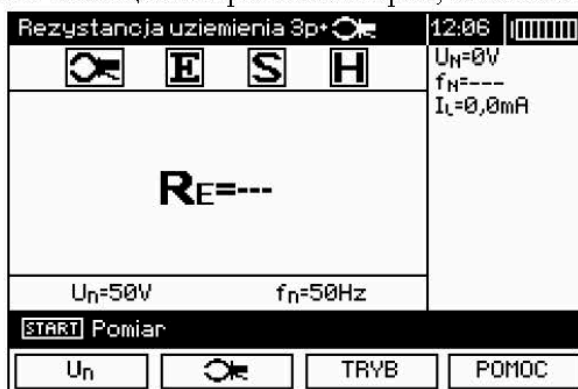 Rezystancja uziemienia 3p+
12:06
E S H
UN=0V
fN=---
IL=0,0mA
RE=---
Un=50V fn=50Hz
START Pomiar
Un TRYB POMOC